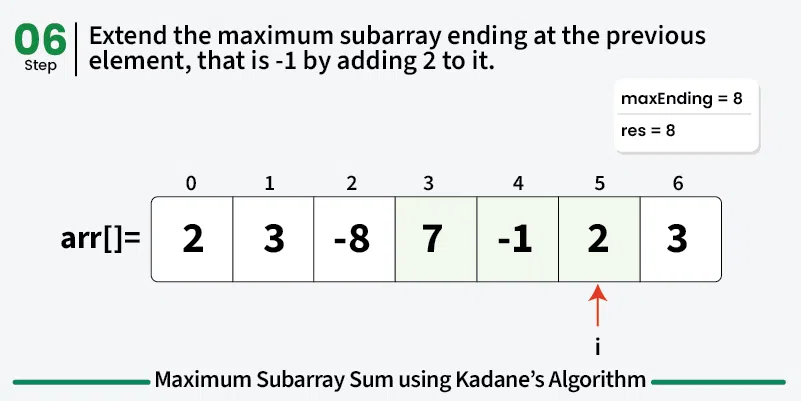 06
Step
Extend the maximum subarray ending at the previous
element, that is -1 by adding 2 to it.
maxEnding = 8
res = 8
0 1 2 3 4 5 6
arr[]= 2 3 -8 7 -1 2 3
i
Maximum Subarray Sum using Kadane's Algorithm